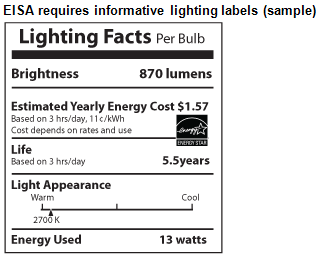 EISA requires informative lighting labels (sample)
Lighting Facts Per Bulb
Brightness 870 lumens
Estimated Yearly Energy Cost $1.57
Based on 3 hrs/day, 11¢/kWh
Cost depends on rates and use
energy
ENERGY STAR
Life
Based on 3 hrs/day 5.5years
Light Appearance
Warm Cool
2700 K
Energy Used 13 watts